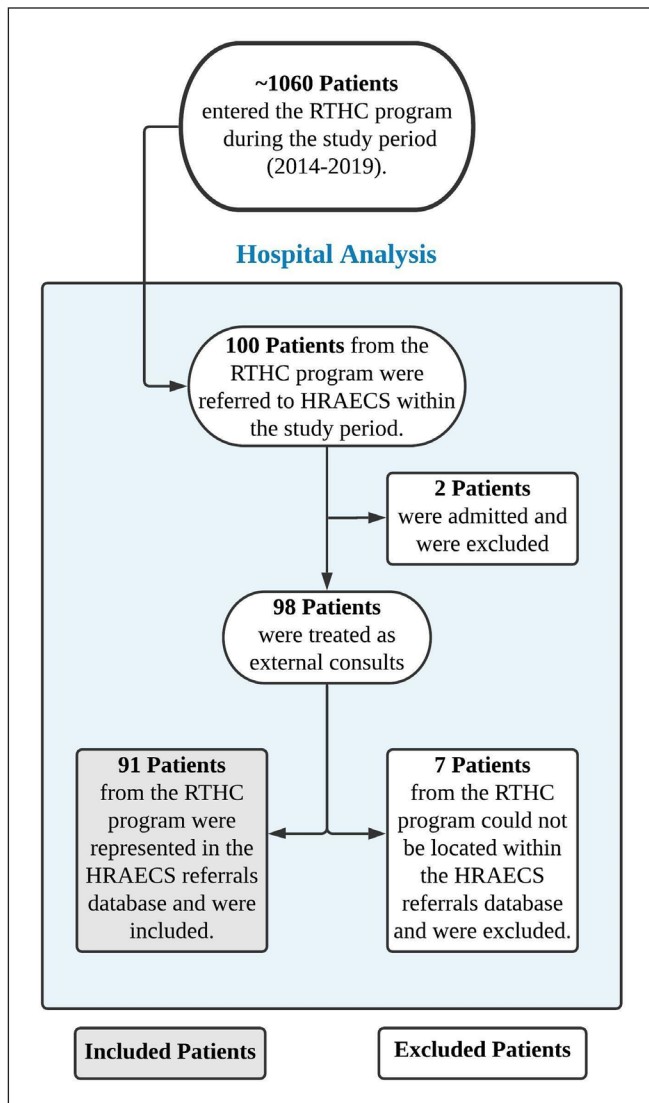 ~1060 Patients
entered the RTHC program
during the study period
(2014-2019).
Hospital Analysis
100 Patients from the
RTHC program were
referred to HRAECS within
the study period.
2 Patients
were admitted and
were excluded
98 Patients
were treated as
external consults
91 Patients
from the RTHC
program were
represented in the
HRAECS referrals
database and were
included.
7 Patients
from the RTHC
program could not
be located within
the HRAECS
referrals database
and were excluded.
Included Patients
Excluded Patients